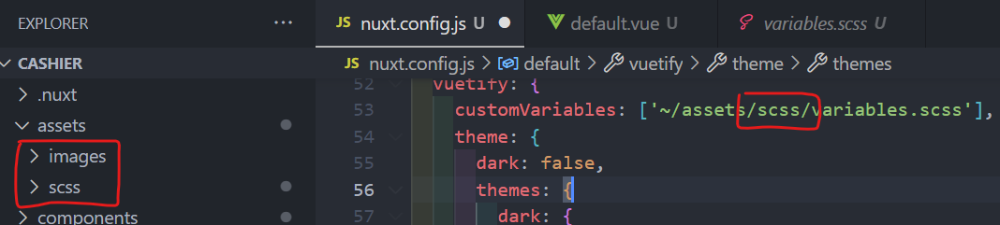 EXPLORER ...
JS nuxt.config.js U
default.vue U
variables.scss U
CASHIER
.nuxt
assets
images
scss
components
JS nuxt.config.js > default > vuetify > theme > themes
52 vuetify: {
53 customVariables: ['~/assets/scss/variables.scss'],
54 theme: {
55 dark: false,
56 themes: {
57 dark: {